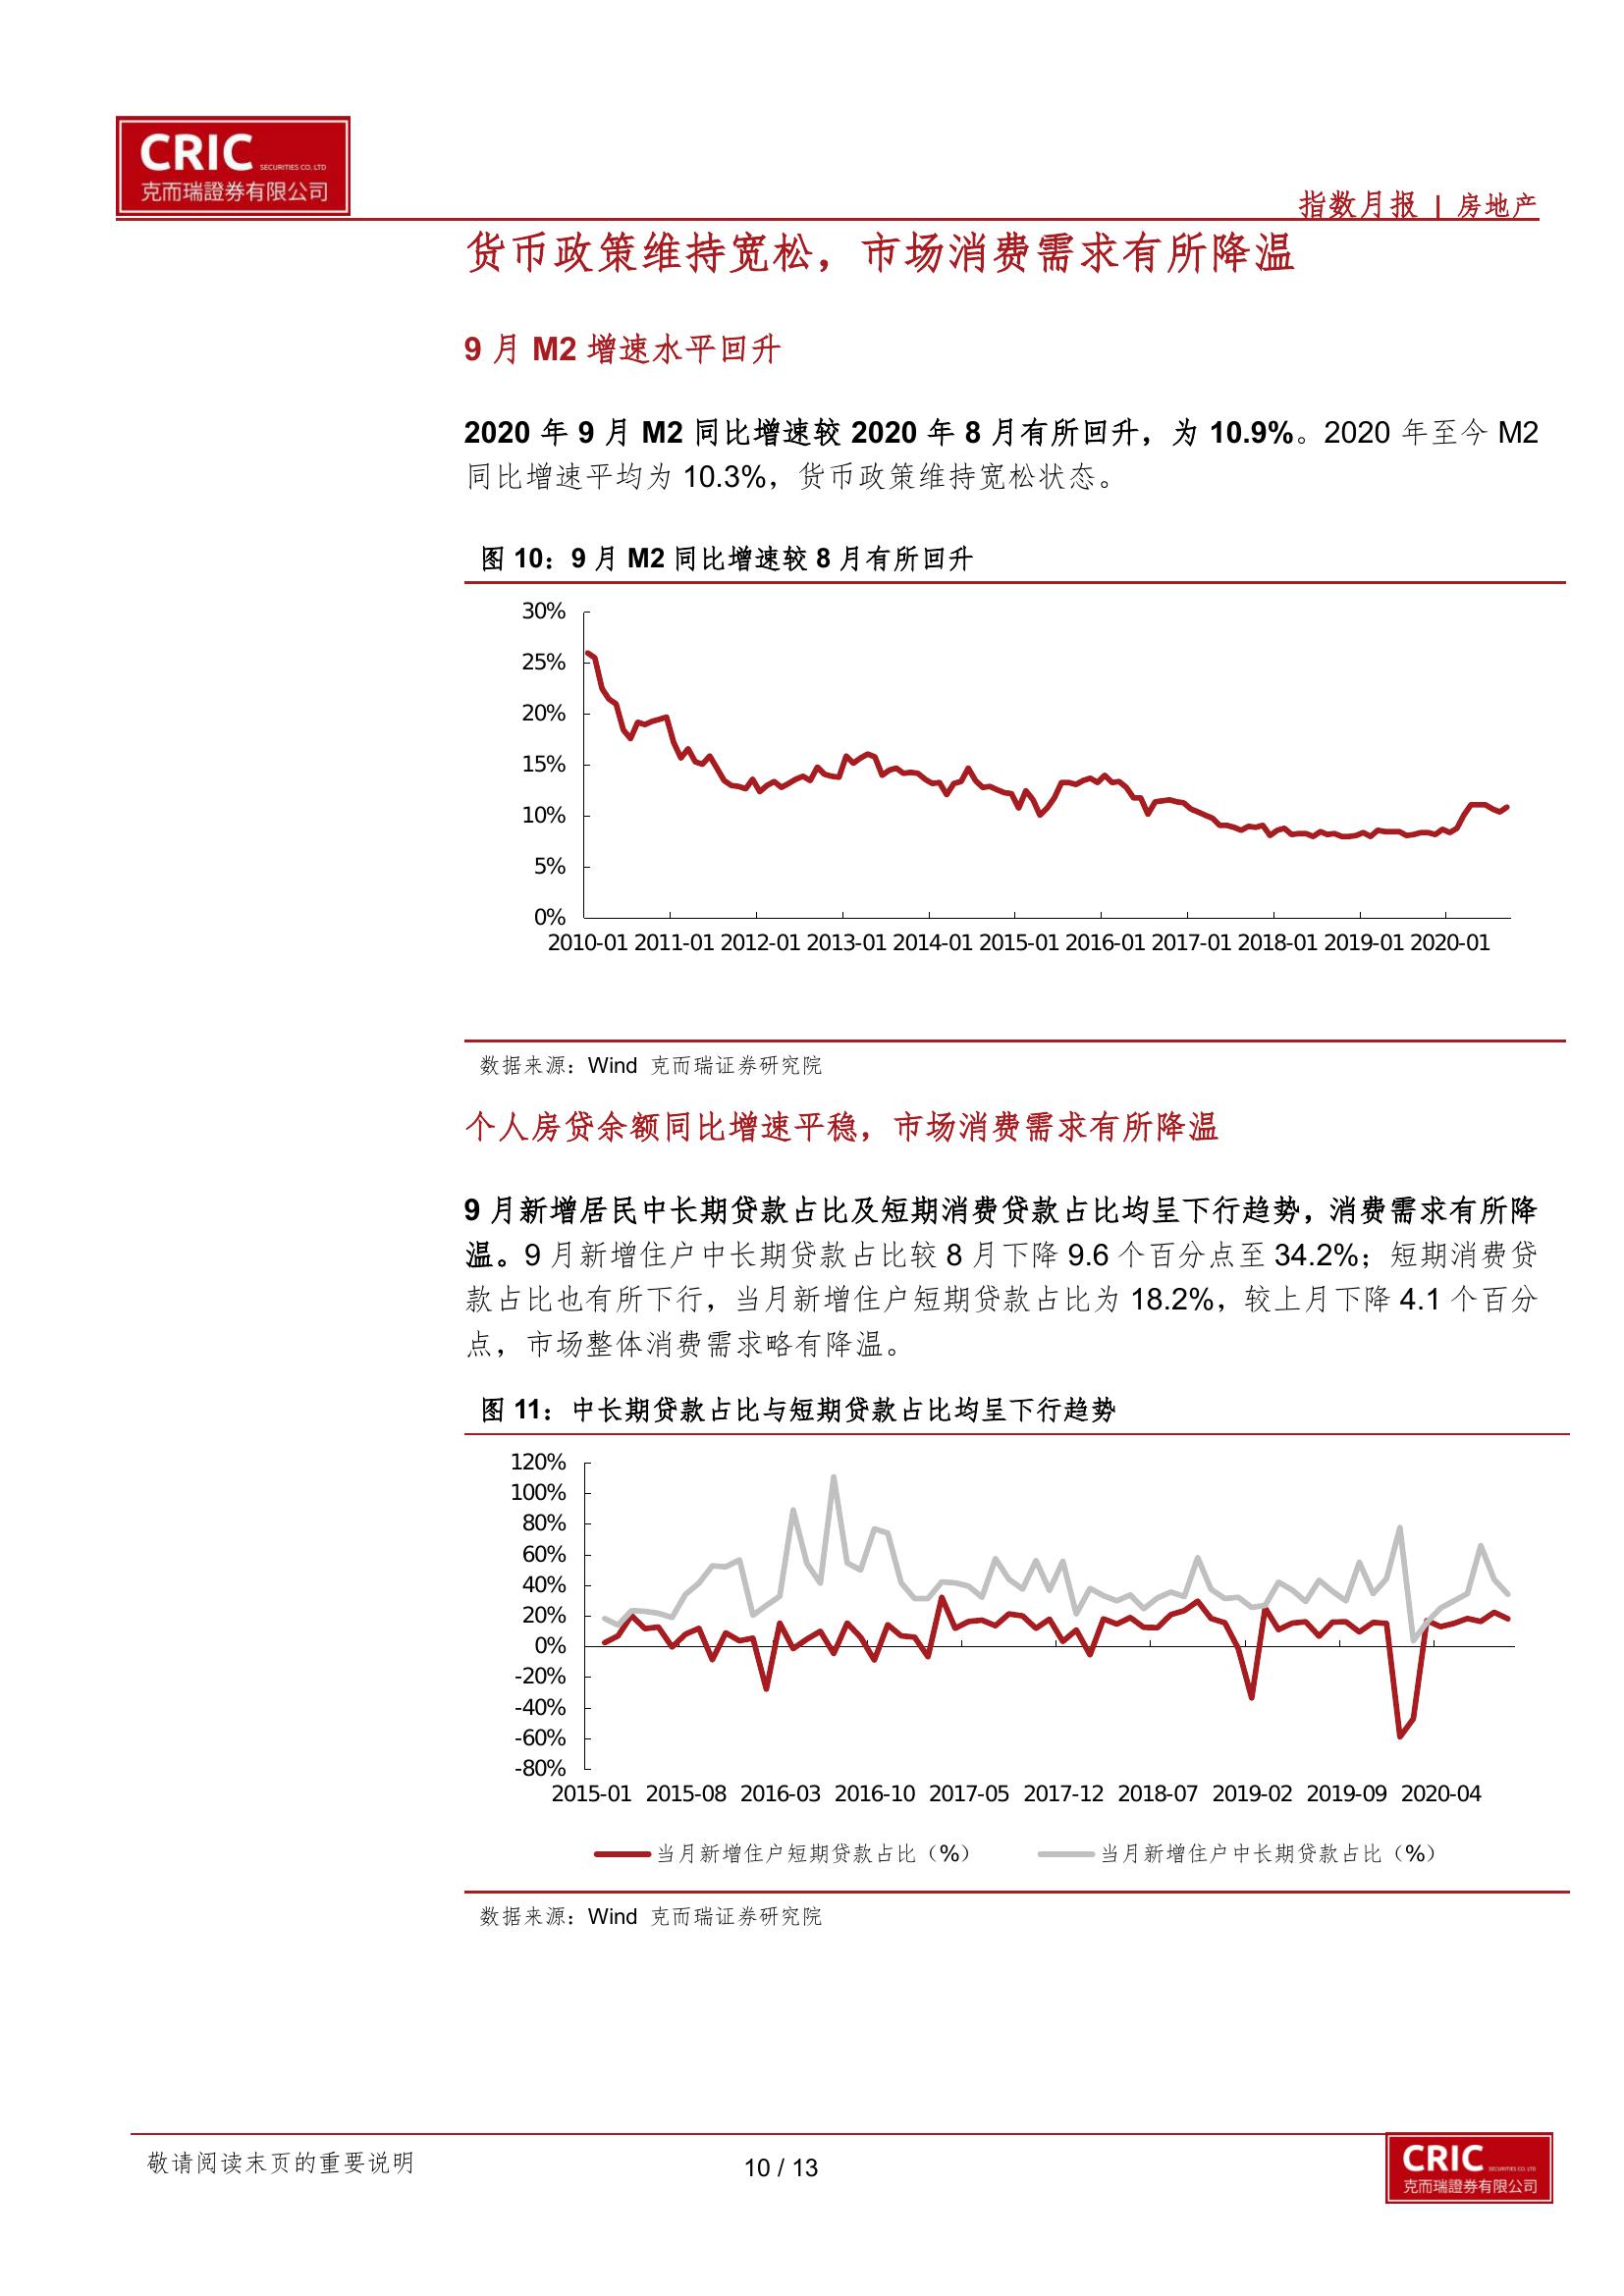 CRIC SECURITIES CO. LTD
克而瑞證券有限公司
指数月报 | 房地产
货币政策维持宽松，市场消费需求有所降温
9 月 M2 增速水平回升
2020 年 9 月 M2 同比增速较 2020 年 8 月有所回升，为 10.9%。2020 年至今 M2
同比增速平均为 10.3%，货币政策维持宽松状态。
图 10：9 月 M2 同比增速较 8 月有所回升
30%
25%
20%
15%
10%
5%
0%
2010-01 2011-01 2012-01 2013-01 2014-01 2015-01 2016-01 2017-01 2018-01 2019-01 2020-01
数据来源：Wind 克而瑞证券研究院
个人房贷余额同比增速平稳，市场消费需求有所降温
9 月新增居民中长期贷款占比及短期消费贷款占比均呈下行趋势，消费需求有所降
温。9 月新增住户中长期贷款占比较 8 月下降 9.6 个百分点至 34.2%；短期消费贷
款占比也有所下行，当月新增住户短期贷款占比为 18.2%，较上月下降 4.1 个百分
点，市场整体消费需求略有降温。
图 11：中长期贷款占比与短期贷款占比均呈下行趋势
120%
100%
80%
60%
40%
20%
0%
-20%
-40%
-60%
-80%
2015-01 2015-08 2016-03 2016-10 2017-05 2017-12 2018-07 2019-02 2019-09 2020-04
当月新增住户短期贷款占比（%） 当月新增住户中长期贷款占比（%）
数据来源：Wind 克而瑞证券研究院
敬请阅读末页的重要说明
10 / 13
CRIC SECURITIES CO. LTD
克而瑞證券有限公司